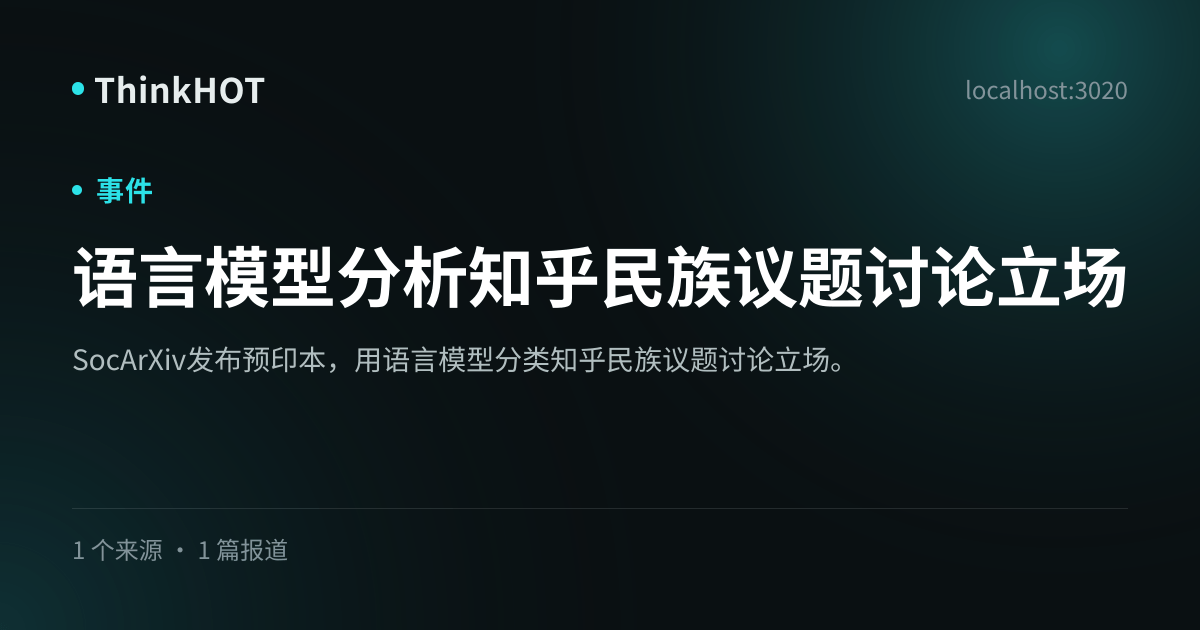 ThinkHOT
localhost:3020
事件
语言模型分析知乎民族议题讨论立场
SocArXiv发布预印本，用语言模型分类知乎民族议题讨论立场。
1 个来源 · 1 篇报道